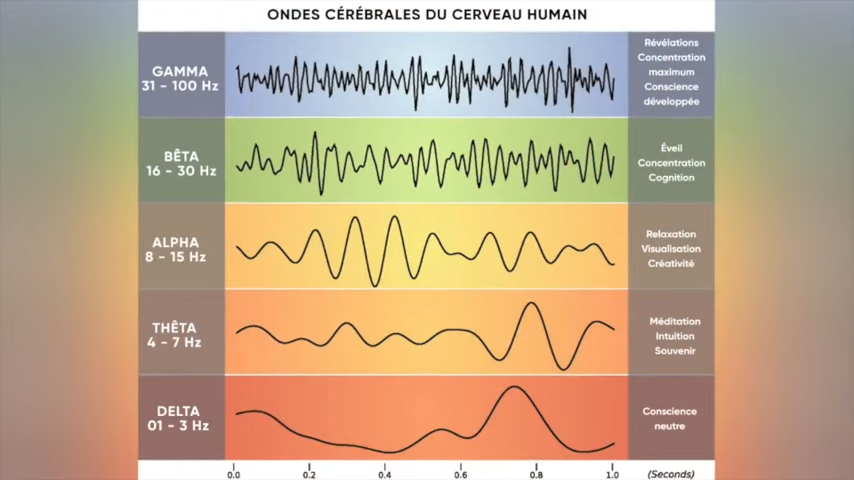 ONDES CÉRÉBRALES DU CERVEAU HUMAIN
GAMMA
31 - 100 Hz
Révélations
Concentration
maximum
Conscience
développée
BÊTA
16 - 30 Hz
Éveil
Concentration
Cognition
ALPHA
8 - 15 Hz
Relaxation
Visualisation
Créativité
THÊTA
4 - 7 Hz
Méditation
Intuition
Souvenir
DELTA
01 - 3 Hz
Conscience
neutre
0.0 0.2 0.4 0.6 0.8 1.0 (Seconds)